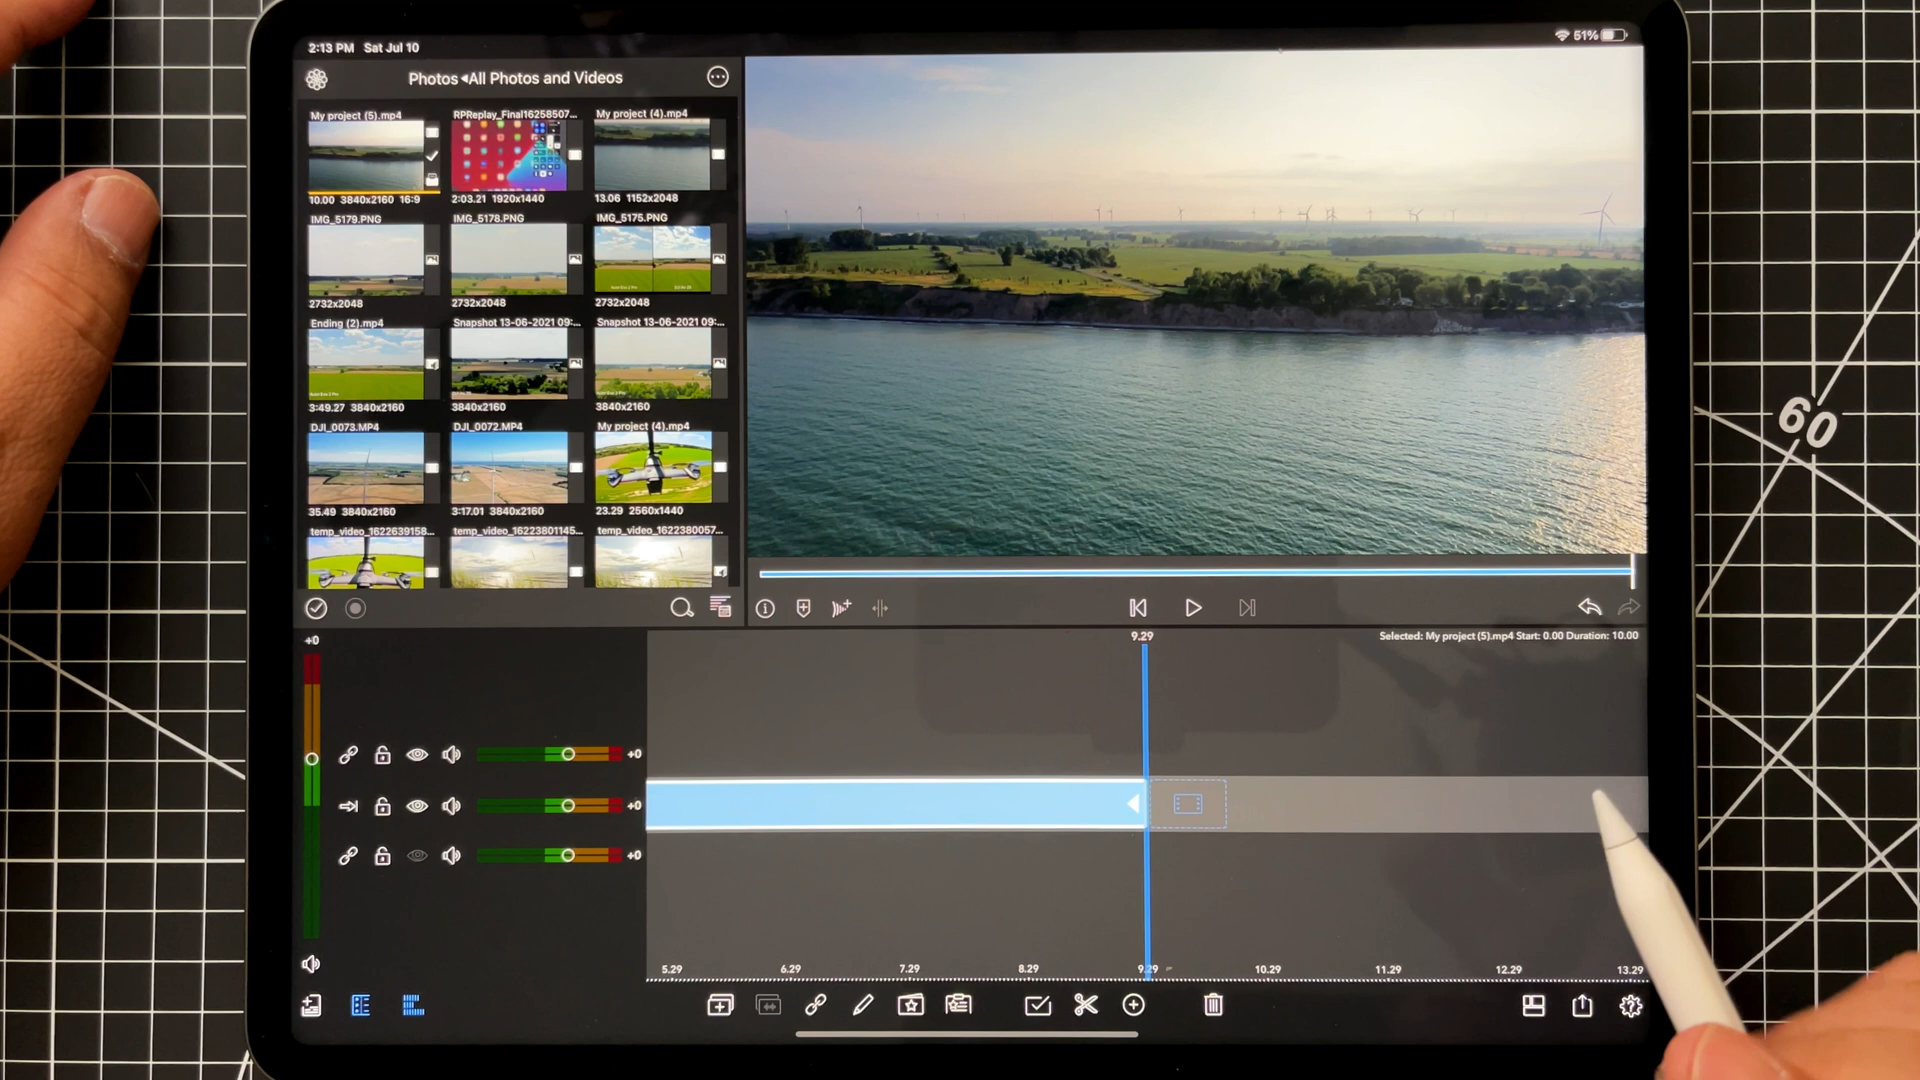 2:13 PM Sat Jul 10
51%
Photos◂All Photos and Videos
My project (5).mp4
RPReplay_Final16258507...
My project (4).mp4
10.00 3840x2160 16:9
2:03.21 1920x1440
13.06 1152x2048
IMG_5179.PNG
IMG_5178.PNG
IMG_5175.PNG
2732x2048
2732x2048
2732x2048
Ending (2).mp4
Snapshot 13-06-2021 09:...
Snapshot 13-06-2021 09:...
3:49.27 3840x2160
3840x2160
3840x2160
DJI_0073.MP4
DJI_0072.MP4
My project (4).mp4
35.49 3840x2160
3:17.01 3840x2160
23.29 2560x1440
temp_video_1622639158...
temp_video_16223801145...
temp_video_1622380057...
60
+0
9.29
Selected: My project (5).mp4 Start: 0.00 Duration: 10.00
+0
+0
+0
5.29 6.29 7.29 8.29 9.29 10.29 11.29 12.29 13.29